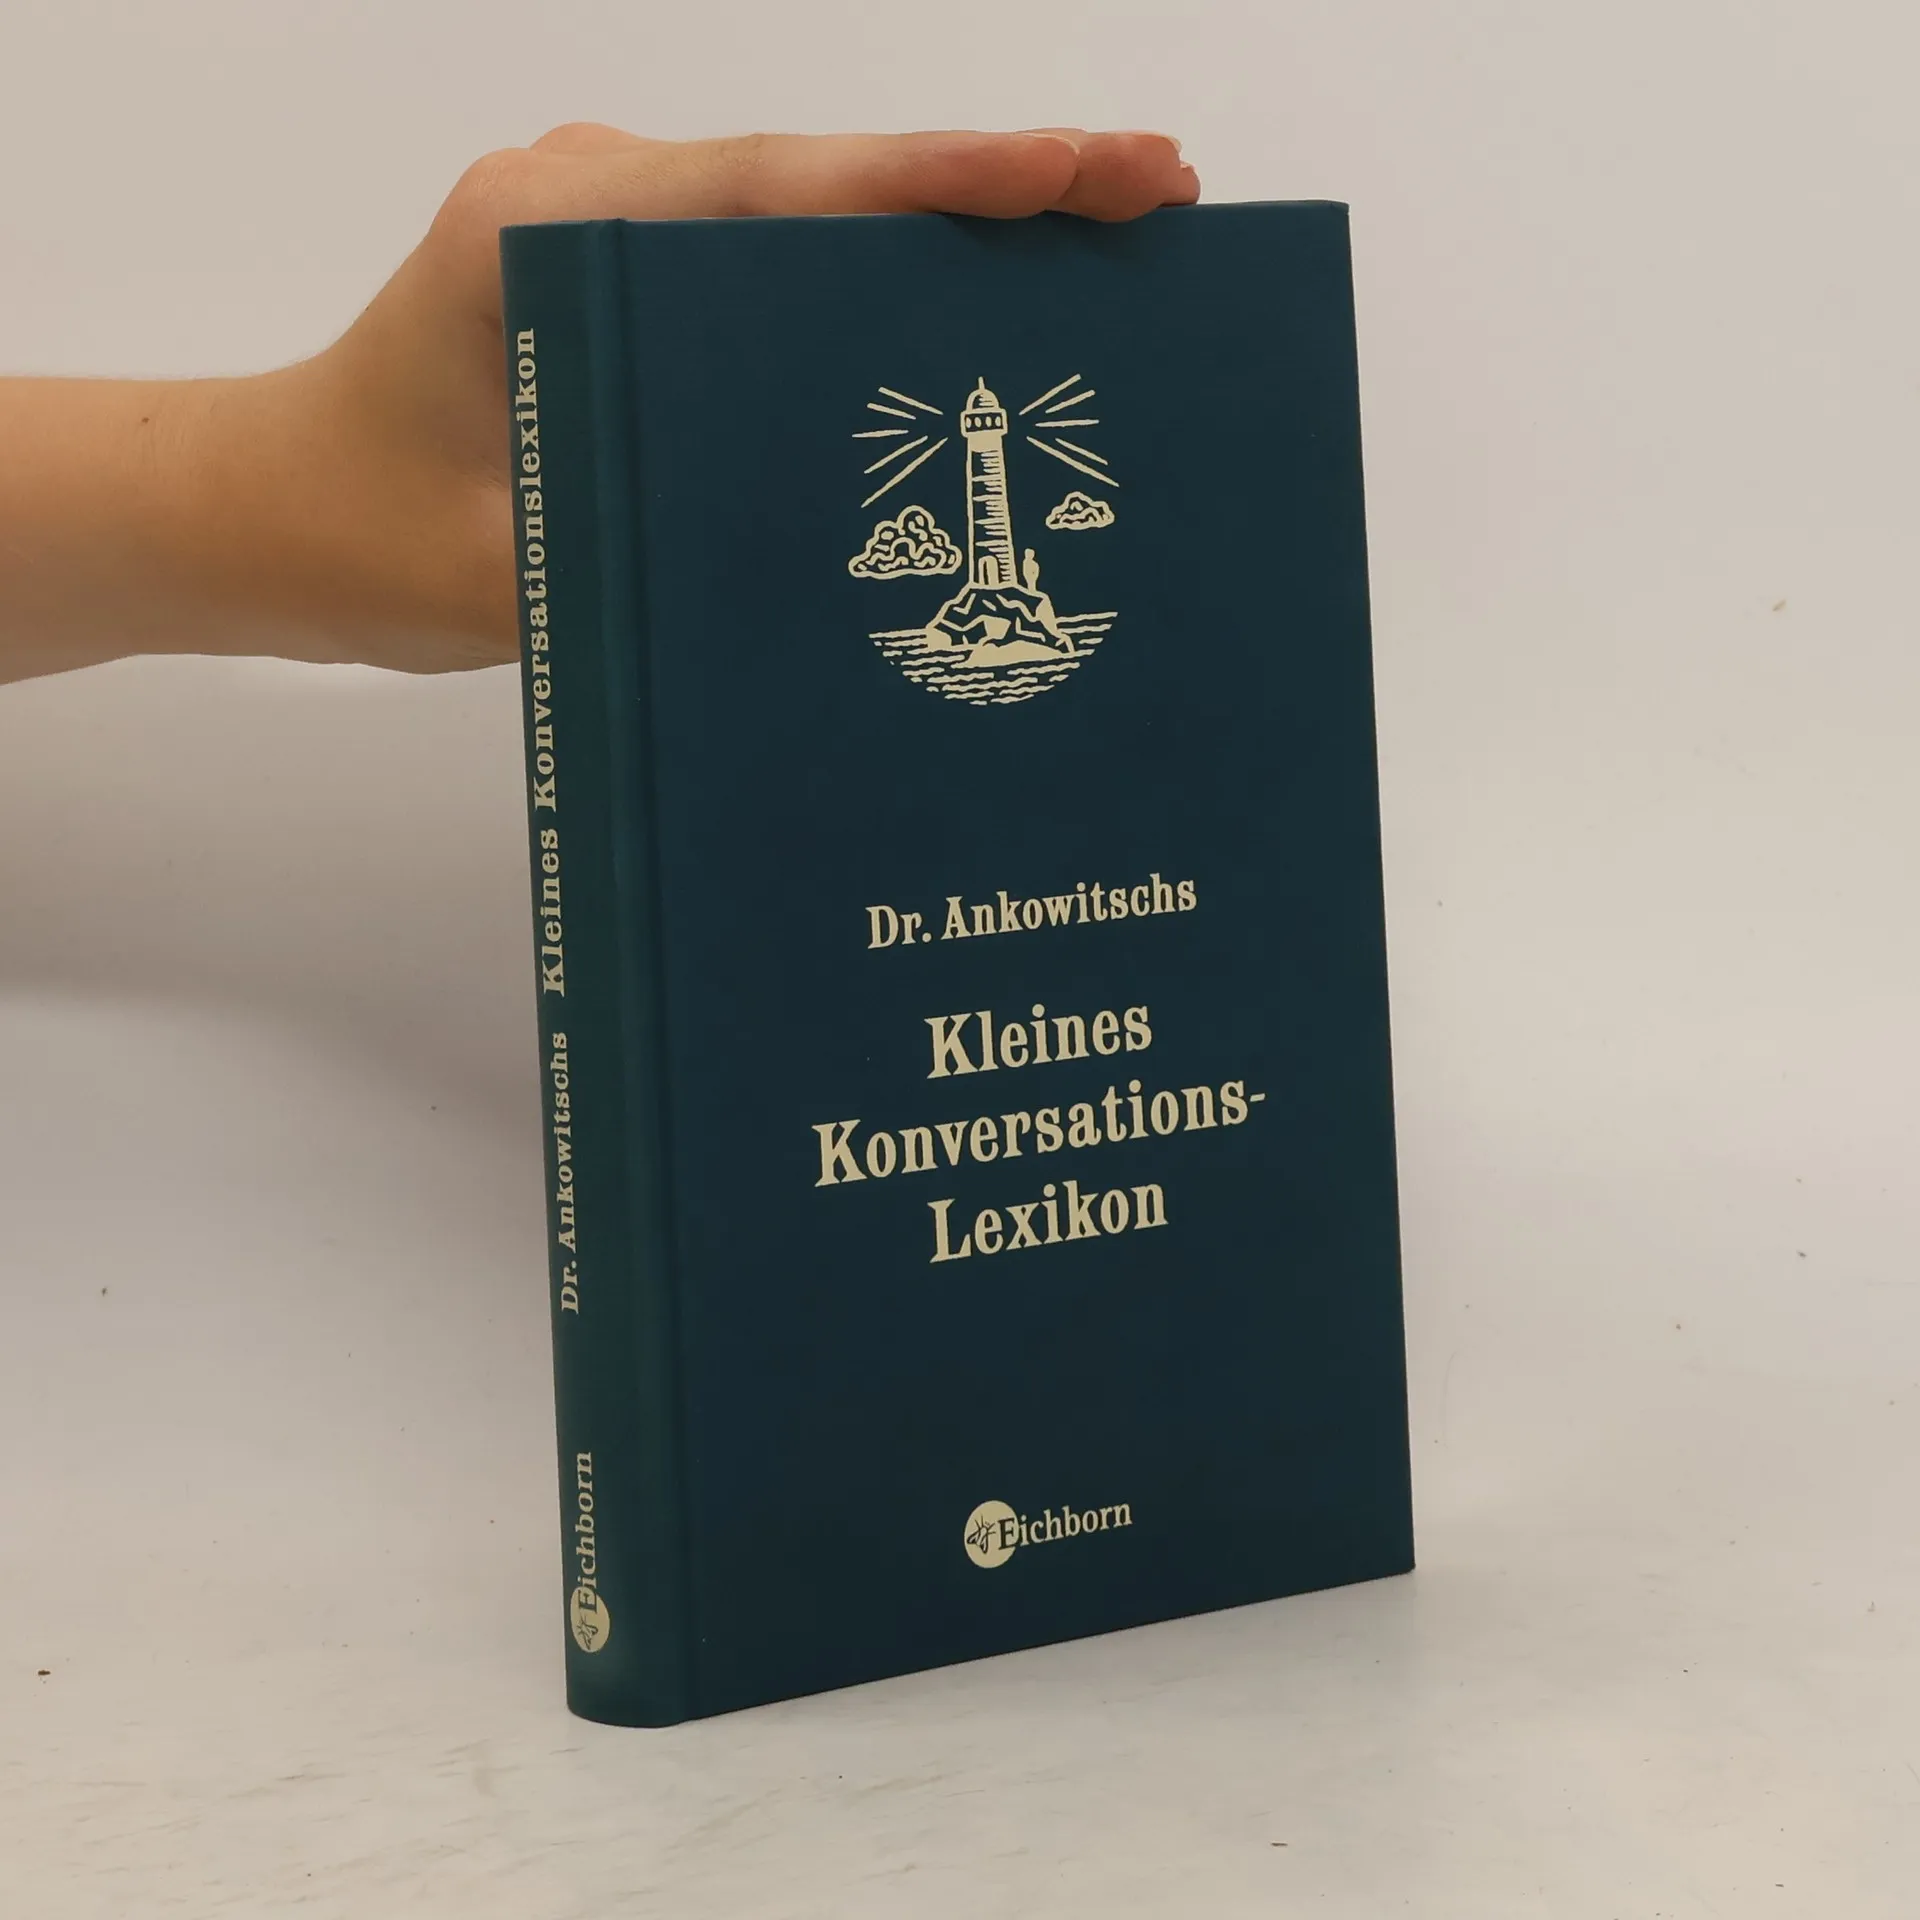 Dr. Ankowitschs Kleines Konversationslexikon
Eichborn
Dr. Ankowitschs
Kleines
Konversations-
Lexikon
Eichborn